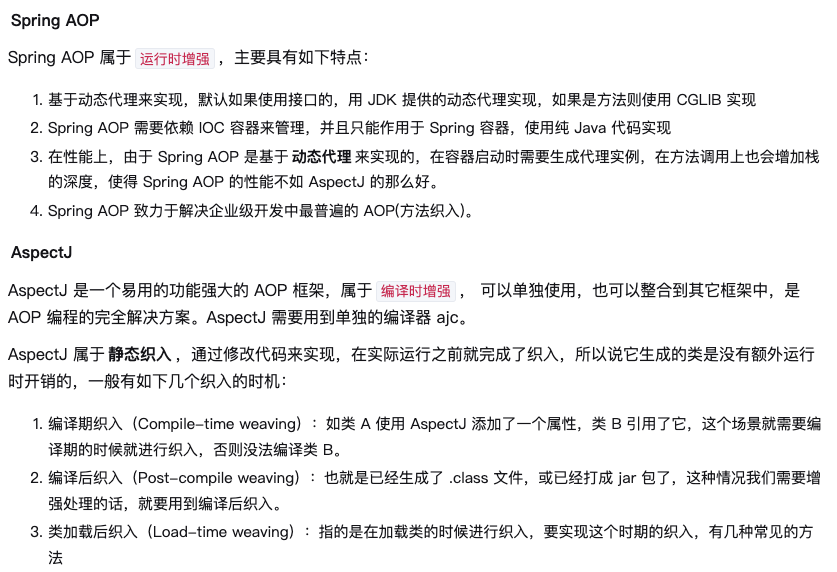 Spring AOP
Spring AOP 属于 运行时增强 ，主要具有如下特点：
1. 基于动态代理来实现，默认如果使用接口的，用 JDK 提供的动态代理实现，如果是方法则使用 CGLIB 实现
2. Spring AOP 需要依赖 IOC 容器来管理，并且只能作用于 Spring 容器，使用纯 Java 代码实现
3. 在性能上，由于 Spring AOP 是基于 动态代理 来实现的，在容器启动时需要生成代理实例，在方法调用上也会增加栈
的深度，使得 Spring AOP 的性能不如 AspectJ 的那么好。
4. Spring AOP 致力于解决企业级开发中最普遍的 AOP(方法织入)。
AspectJ
AspectJ 是一个易用的功能强大的 AOP 框架，属于 编译时增强 ， 可以单独使用，也可以整合到其它框架中，是
AOP 编程的完全解决方案。AspectJ 需要用到单独的编译器 ajc。
AspectJ 属于 静态织入 ，通过修改代码来实现，在实际运行之前就完成了织入，所以说它生成的类是没有额外运行
时开销的，一般有如下几个织入的时机：
1. 编译期织入（Compile-time weaving）：如类 A 使用 AspectJ 添加了一个属性，类 B 引用了它，这个场景就需要编
译期的时候就进行织入，否则没法编译类 B。
2. 编译后织入（Post-compile weaving）：也就是已经生成了 .class 文件，或已经打成 jar 包了，这种情况我们需要增
强处理的话，就要用到编译后织入。
3. 类加载后织入（Load-time weaving）：指的是在加载类的时候进行织入，要实现这个时期的织入，有几种常见的方
法